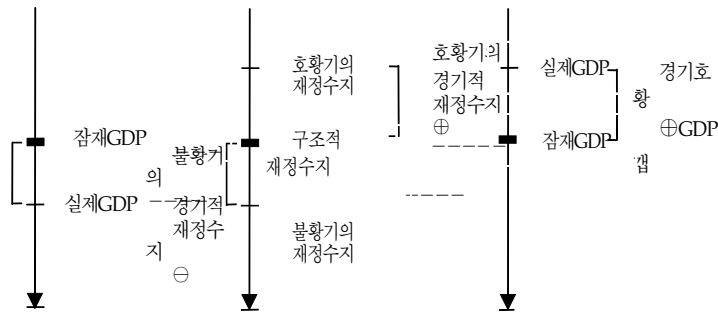 잠재GDP
실제GDP
불황기
의
경기적
재정수
지
⊖
호황기의
재정수지
구조적
재정수지
불황기의
재정수지
호황기의
경기적
재정수지
⊕
실제GDP
잠재GDP
경기호
황
⊕GDP
갭